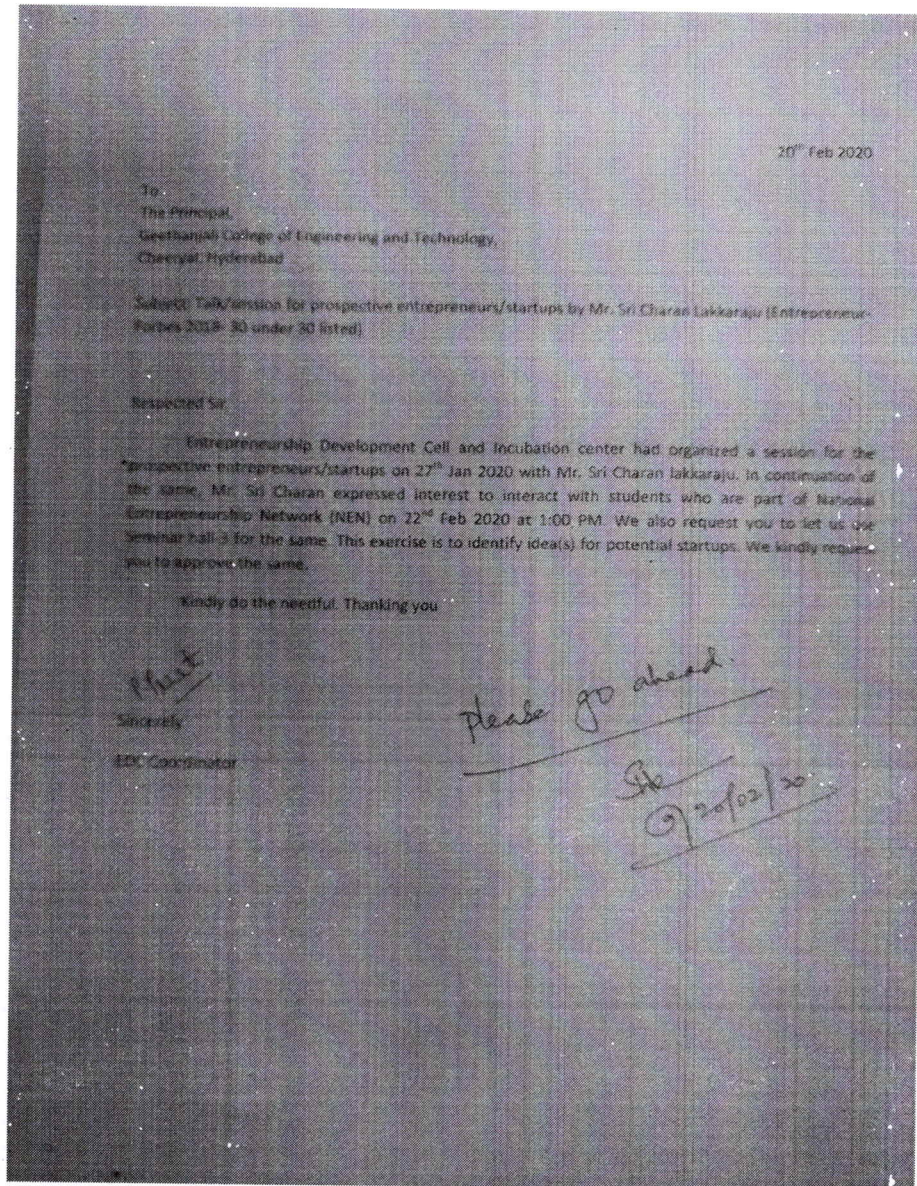 20th Feb 2020
To
The Principal,
Geethanjali College of Engineering and Technology,
Cheeryal, Hyderabad
Subject: Talk/session for prospective entrepreneurs/startups by Mr. Sri Charan Lakkaraju (Entrepreneur-
Forbes 2018- 30 under 30 listed)
Respected Sir
Entrepreneurship Development Cell and Incubation center had organized a session for the
prospective entrepreneurs/startups on 27th Jan 2020 with Mr. Sri Charan lakkaraju. In continuation of
the same, Mr. Sri Charan expressed interest to interact with students who are part of National
Entrepreneurship Network (NEN) on 22nd Feb 2020 at 1:00 PM. We also request you to let us use
Seminar hall-3 for the same. This exercise is to identify idea(s) for potential startups. We kindly request
you to approve the same.
Kindly do the needful. Thanking you
please go ahead.
Sincerely
EDC Coordinator
20/02/20